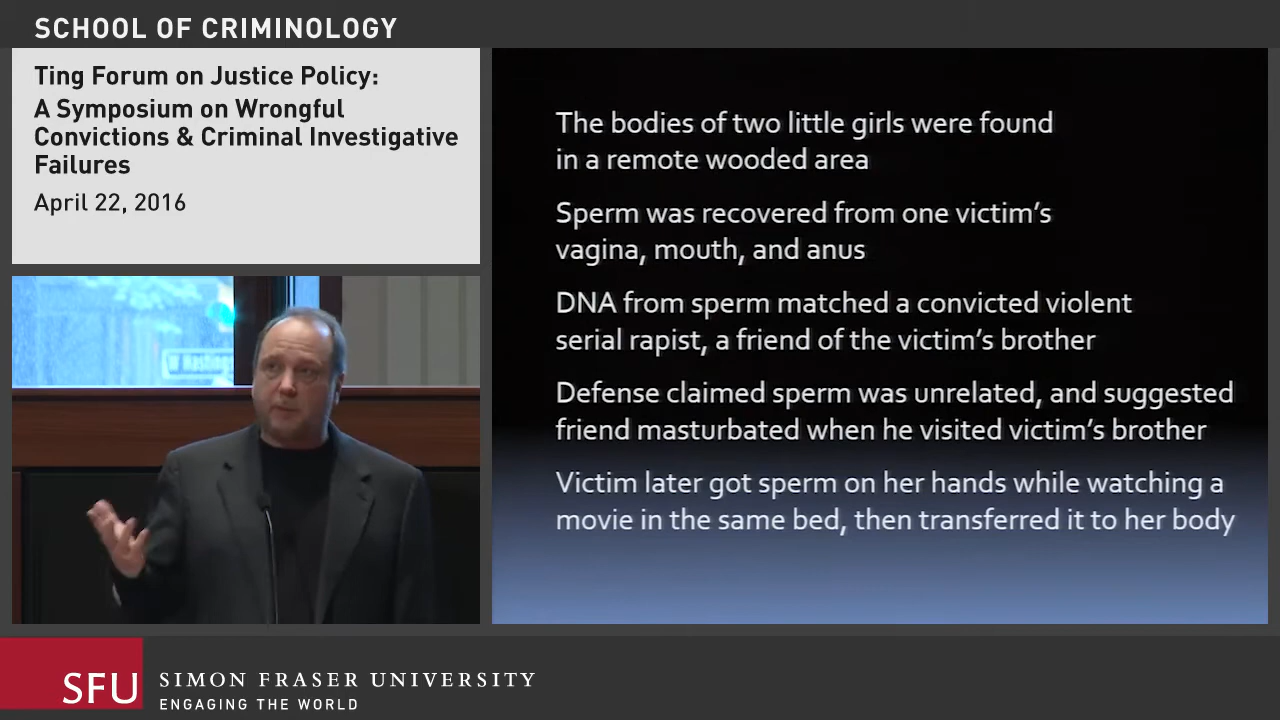 SCHOOL OF CRIMINOLOGY
Ting Forum on Justice Policy:
A Symposium on Wrongful
Convictions & Criminal Investigative
Failures
April 22, 2016
W Hastings
The bodies of two little girls were found
in a remote wooded area
Sperm was recovered from one victim’s
vagina, mouth, and anus
DNA from sperm matched a convicted violent
serial rapist, a friend of the victim’s brother
Defense claimed sperm was unrelated, and suggested
friend masturbated when he visited victim’s brother
Victim later got sperm on her hands while watching a
movie in the same bed, then transferred it to her body
SFU
SIMON FRASER UNIVERSITY
ENGAGING THE WORLD